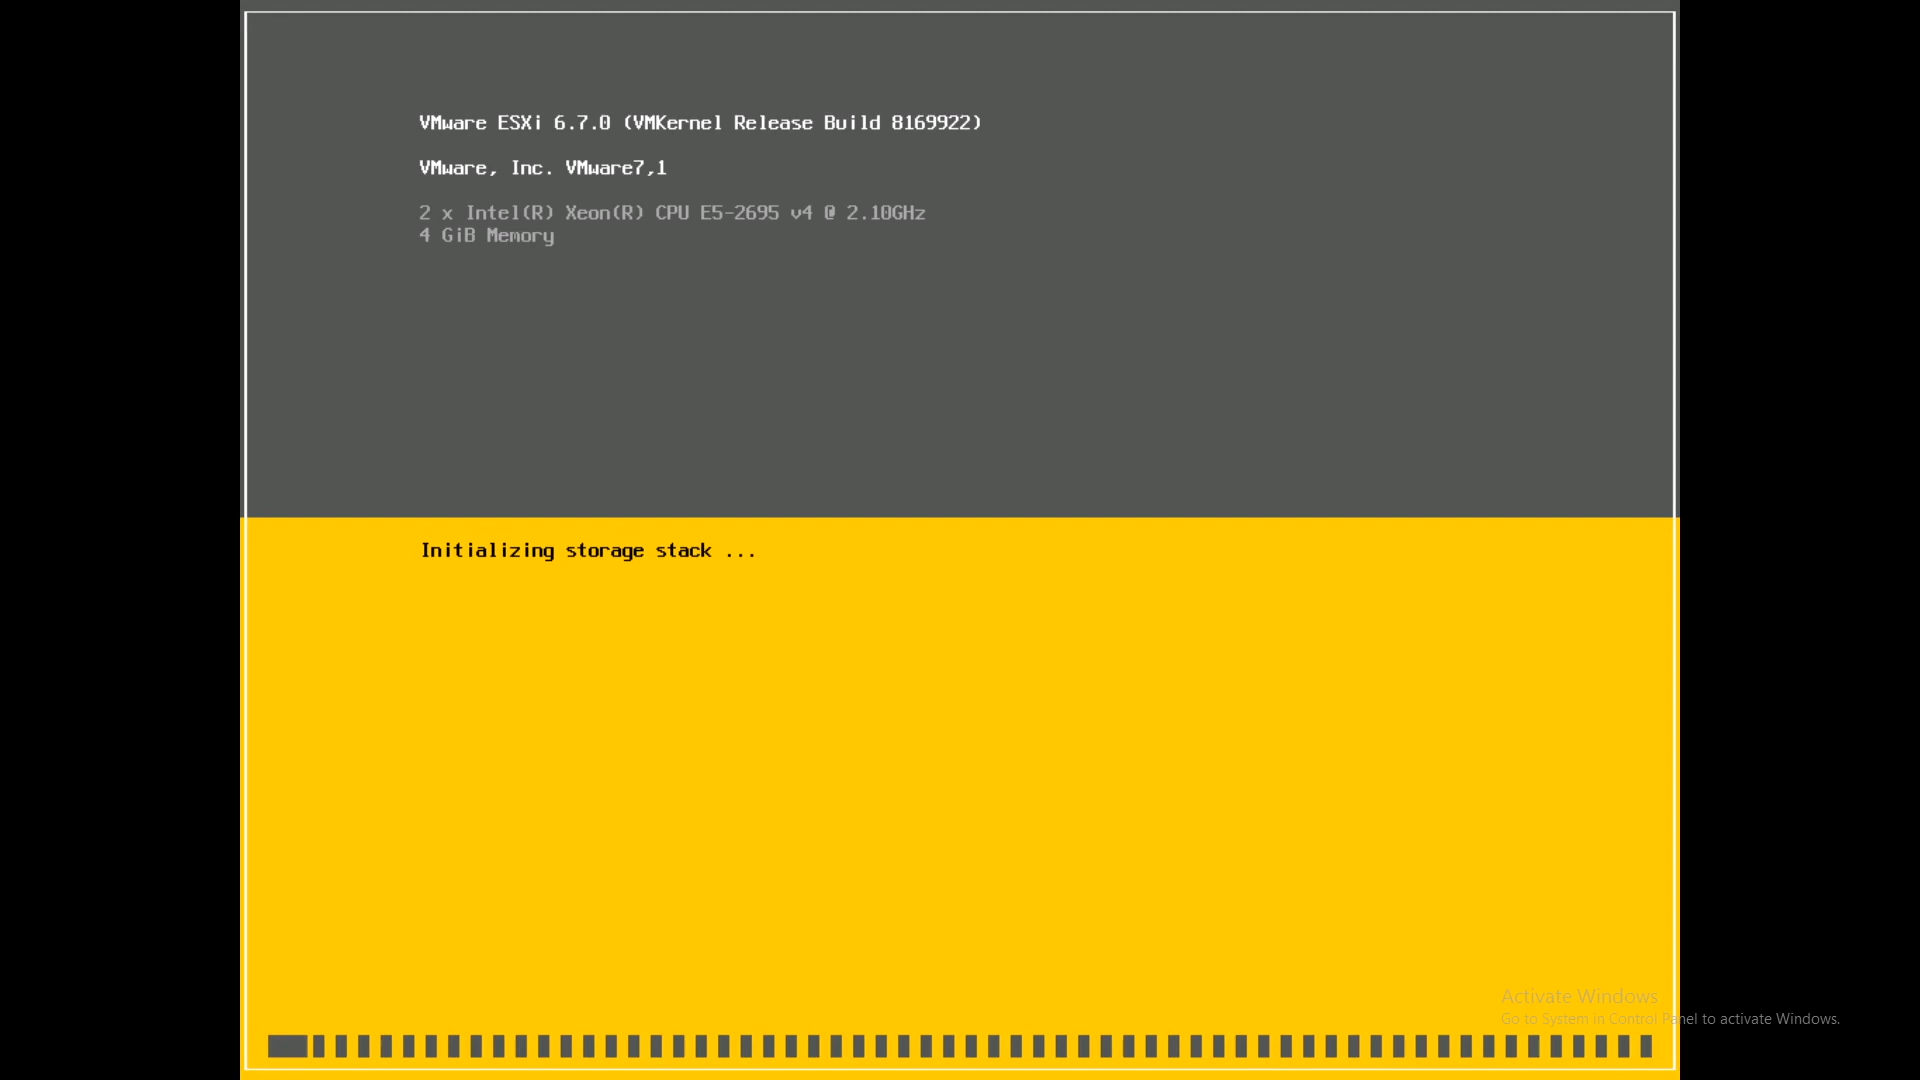 VMware ESXi 6.7.0 (VMKernel Release Build 8169922)
VMware, Inc. VMware7,1
2 x Intel(R) Xeon(R) CPU E5-2695 v4 @ 2.10GHz
4 GiB Memory
Initializing storage stack ...
Activate Windows
Go to System in Control Panel to activate Windows.